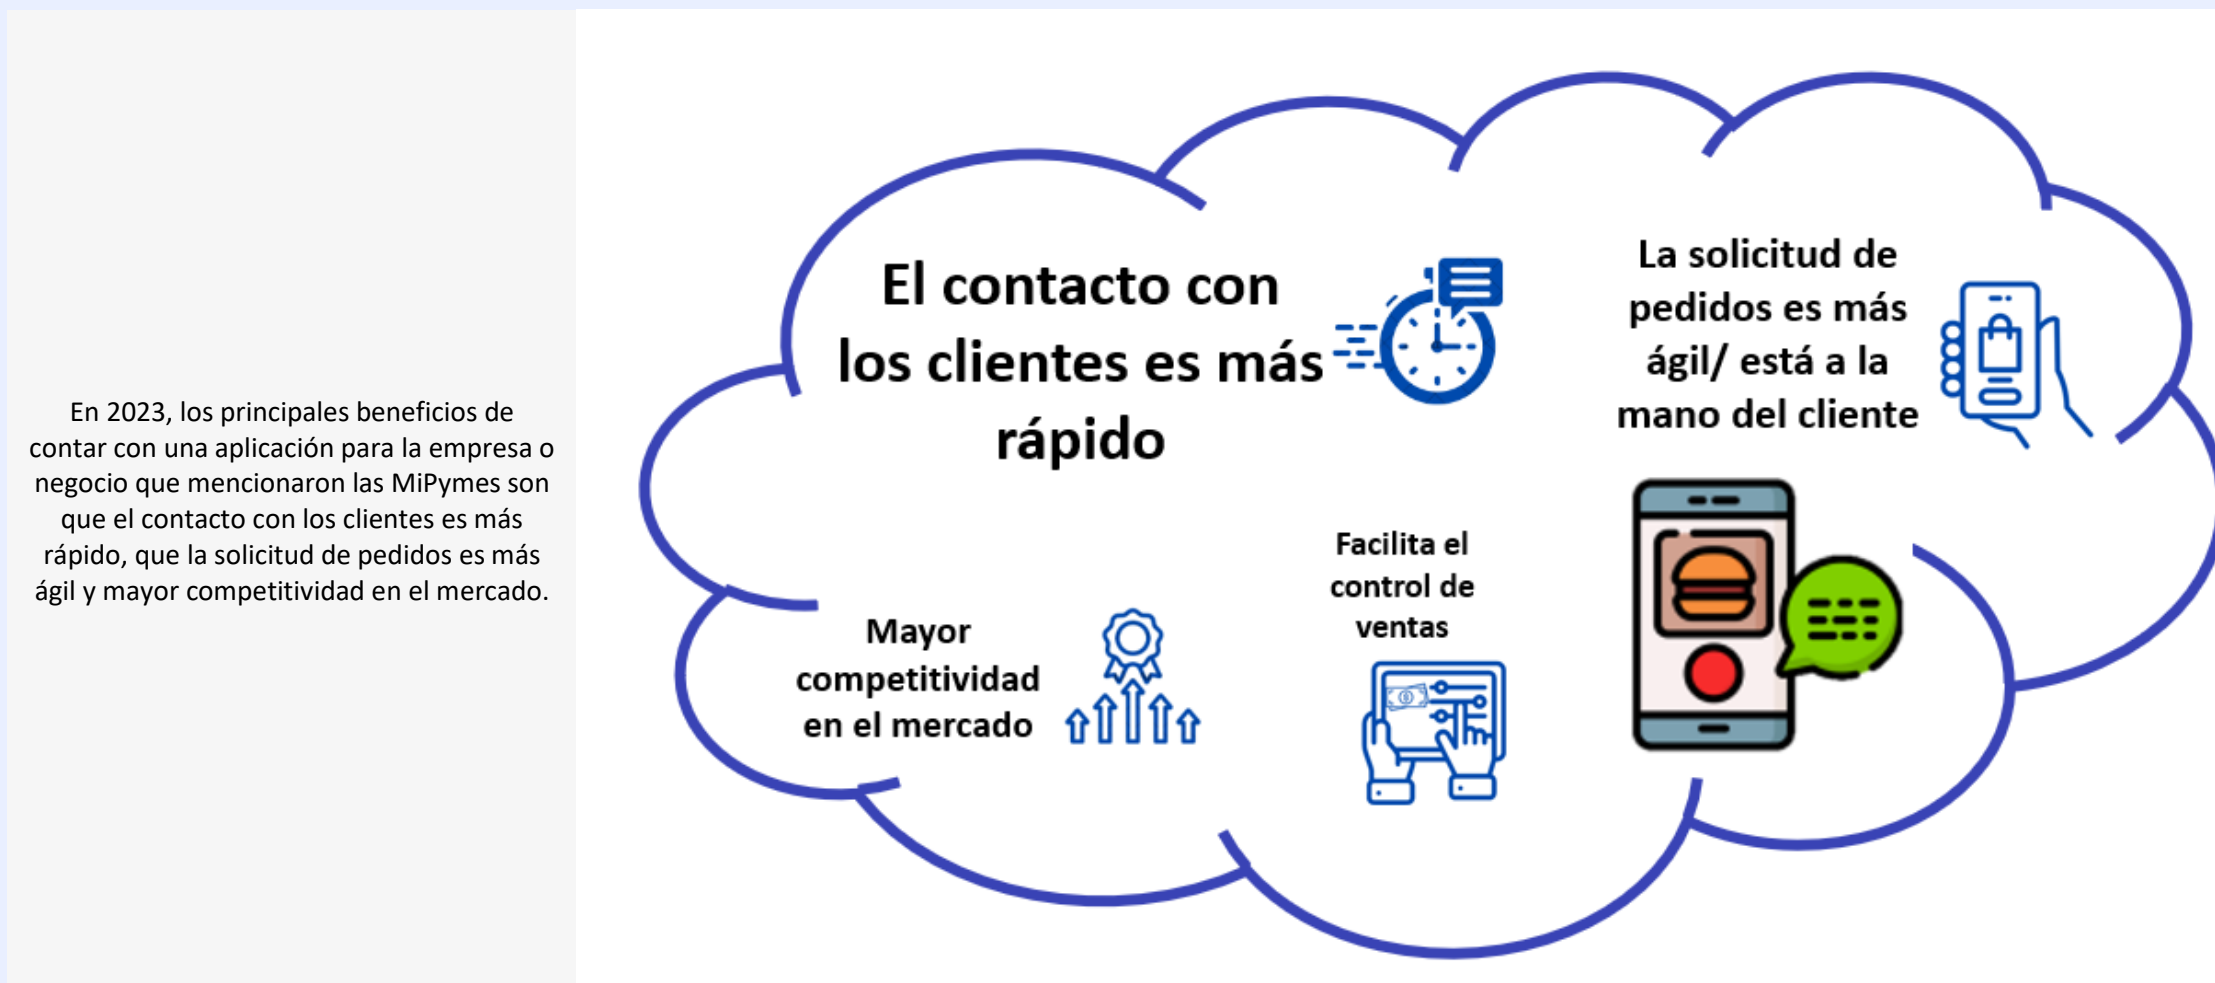 En 2023, los principales beneficios de
contar con una aplicación para la empresa o
negocio que mencionaron las MiPymes son
que el contacto con los clientes es más
rápido, que la solicitud de pedidos es más
ágil y mayor competitividad en el mercado.
El contacto con
los clientes es más
rápido
La solicitud de
pedidos es más
ágil/ está a la
mano del cliente
Mayor
competitividad
en el mercado
Facilita el
control de
ventas